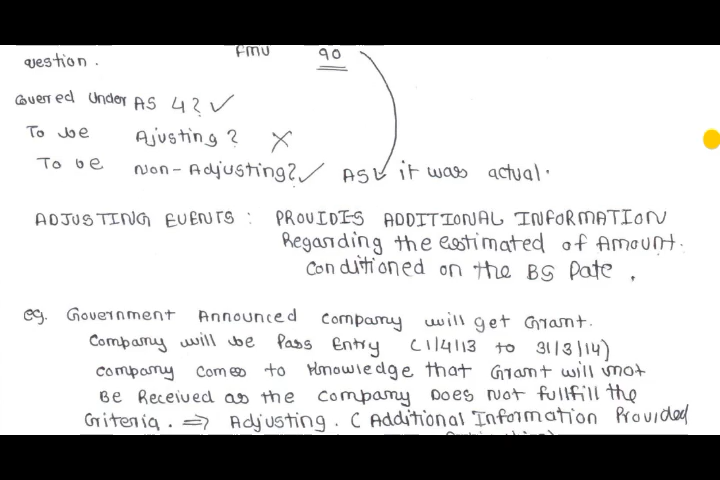 FMV 90
uestion.
Covered Under AS 4? ✓
To be Ajusting? ✗
To be Non-Adjusting? ✓ AS it was actual.
ADJUSTING EVENTS : PROVIDES ADDITIONAL INFORMATION
Regarding the estimated of Amount.
Conditioned on the BS Date.
eg. Government Announced company will get Grant.
Company will be Pass Entry (1/4/13 to 31/3/14)
Company comes to Knowledge that Grant will not
Be Received as the company Does not fullfill the
Criteria. ⇒ Adjusting. ( Additional Information Provided